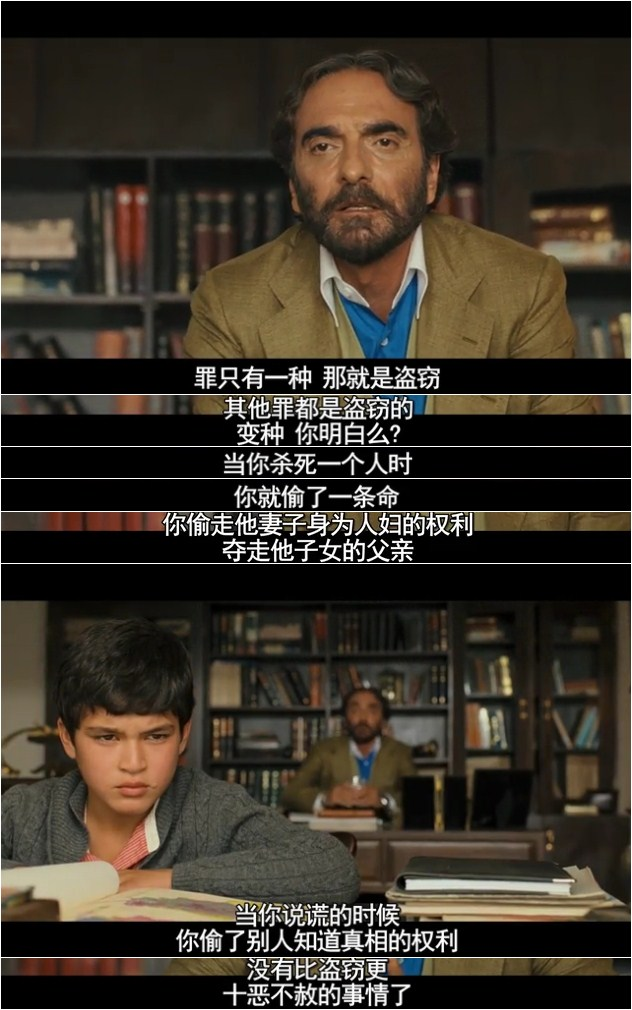 罪只有一种 那就是盗窃
其他罪都是盗窃的
变种 你明白么?
当你杀死一个人时
你就偷了一条命
你偷走他妻子身为人妇的权利
夺走他子女的父亲
当你说谎的时候
你偷了别人知道真相的权利
没有比盗窃更
十恶不赦的事情了